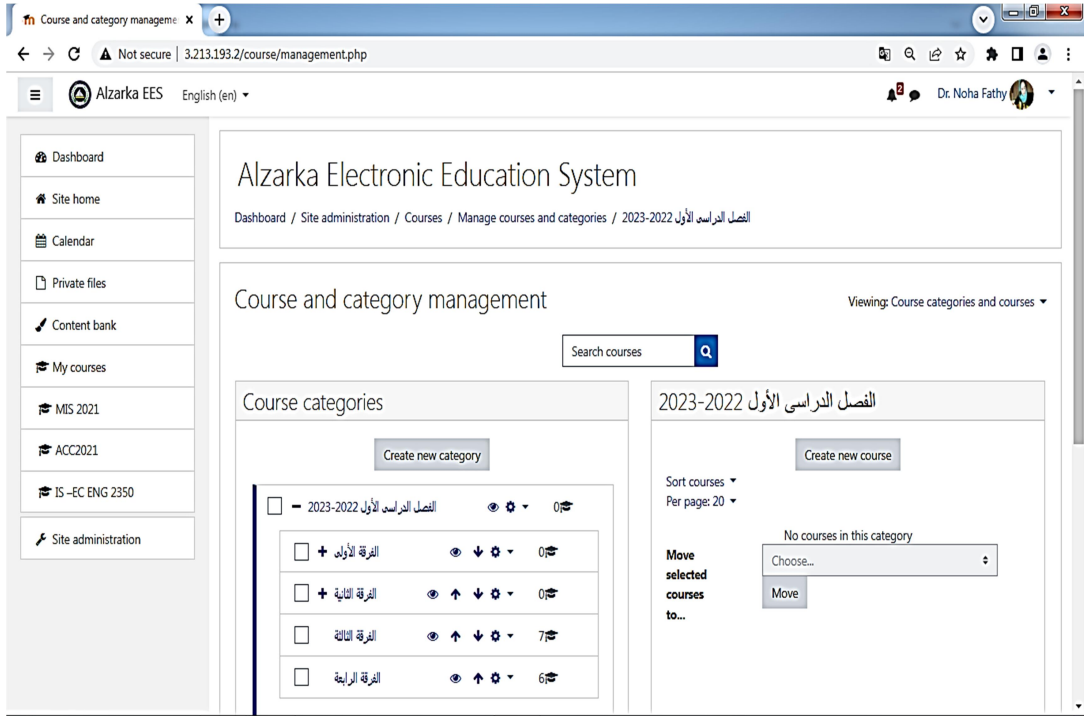 Course and category manageme
Not secure | 3.213.193.2/course/management.php
Alzarka EES English (en)
2 Dr. Noha Fathy
Dashboard
Site home
Calendar
Private files
Content bank
My courses
MIS 2021
ACC2021
IS –EC ENG 2350
Site administration
Alzarka Electronic Education System
Dashboard / Site administration / Courses / Manage courses and categories / الفصل الدراسى الأول 2022-2023
Course and category management
Viewing: Course categories and courses
Search courses
Course categories
Create new category
الفصل الدراسى الأول 2022-2023 0
الفرقة الأولى 0
الفرقة الثانية 0
الفرقة الثالثة 7
الفرقة الرابعة 6
الفصل الدراسى الأول 2022-2023
Create new course
Sort courses
Per page: 20
No courses in this category
Move
selected
courses
to...
Choose...
Move